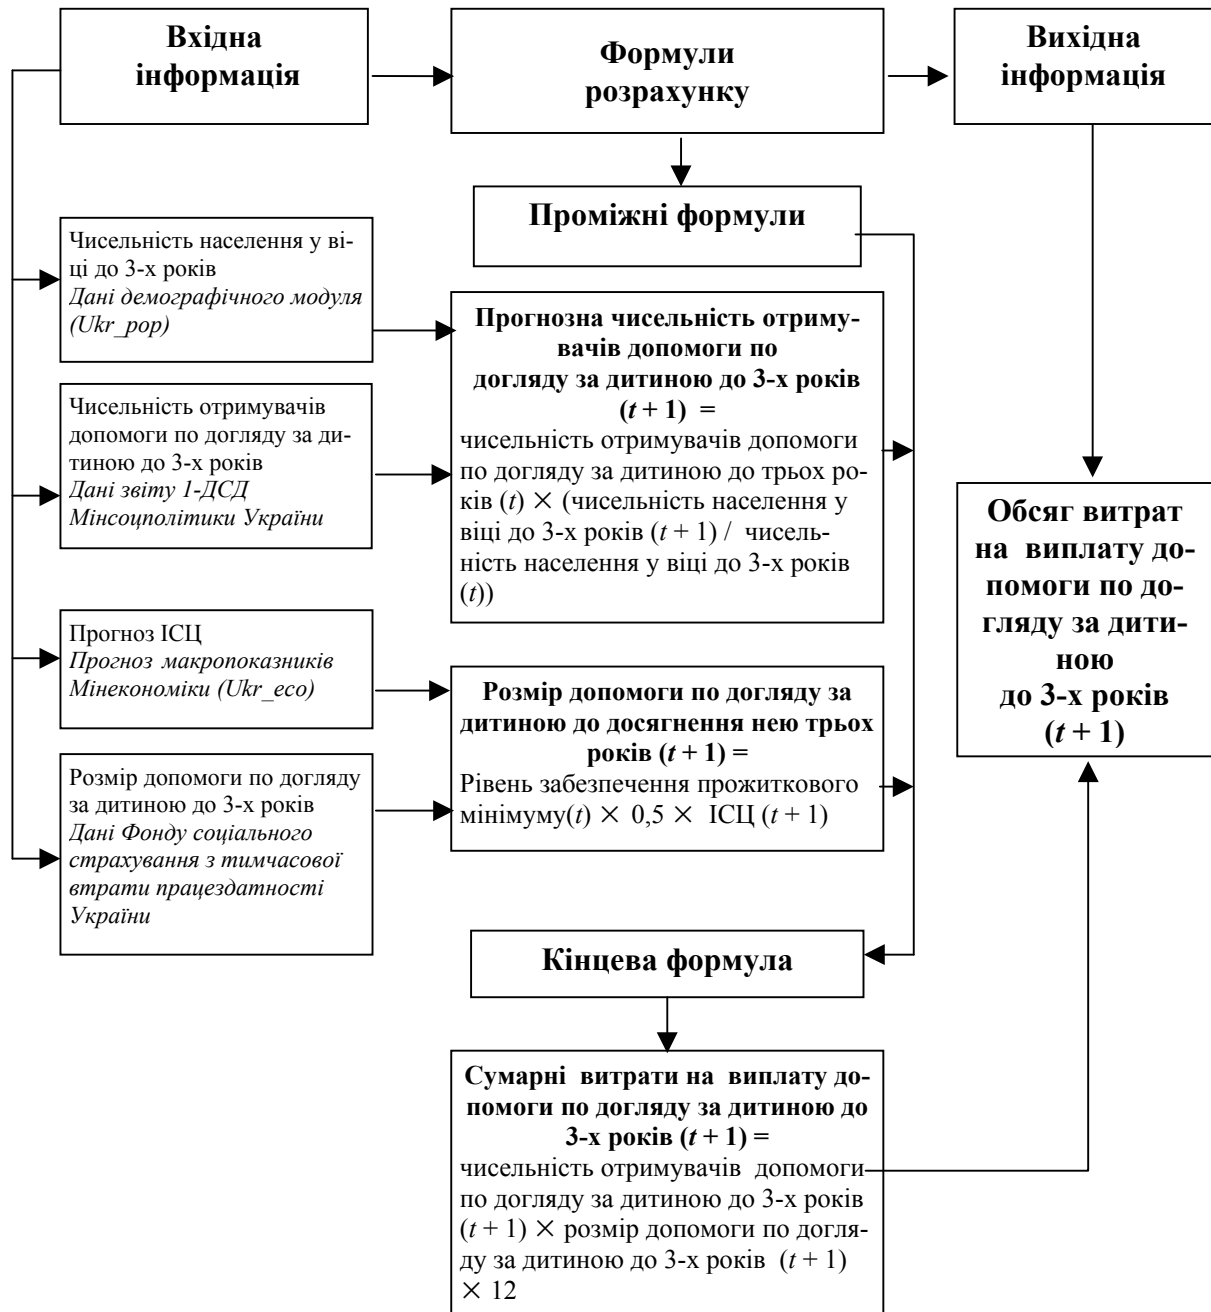 Вхідна
інформація
Формули
розрахунку
Вихідна
інформація
Проміжні формули
Чисельність населення у ві-
ці до 3-х років
Дані демографічного модуля
(Ukr_pop)
Чисельність отримувачів
допомоги по догляду за ди-
тиною до 3-х років
Дані звіту 1-ДСД
Мінсоцполітики України
Прогноз ІСЦ
Прогноз макропоказників
Мінекономіки (Ukr_eco)
Розмір допомоги по догляду
за дитиною до 3-х років
Дані Фонду соціального
страхування з тимчасової
втрати працездатності
України
Прогнозна чисельність отриму-
вачів допомоги по
догляду за дитиною до 3-х років
(t + 1) =
чисельність отримувачів допомоги
по догляду за дитиною до трьох ро-
ків (t) × (чисельність населення у
віці до 3-х років (t + 1) / чисель-
ність населення у віці до 3-х років
(t))
Розмір допомоги по догляду за
дитиною до досягнення нею трьох
років (t + 1) =
Рівень забезпечення прожиткового
мінімуму(t) × 0,5 × ІСЦ (t + 1)
Кінцева формула
Сумарні витрати на виплату до-
помоги по догляду за дитиною до
3-х років (t + 1) =
чисельність отримувачів допомоги
по догляду за дитиною до 3-х років
(t + 1) × розмір допомоги по догля-
ду за дитиною до 3-х років (t + 1)
× 12
Обсяг витрат
на виплату до-
помоги по до-
гляду за дити-
ною
до 3-х років
(t + 1)